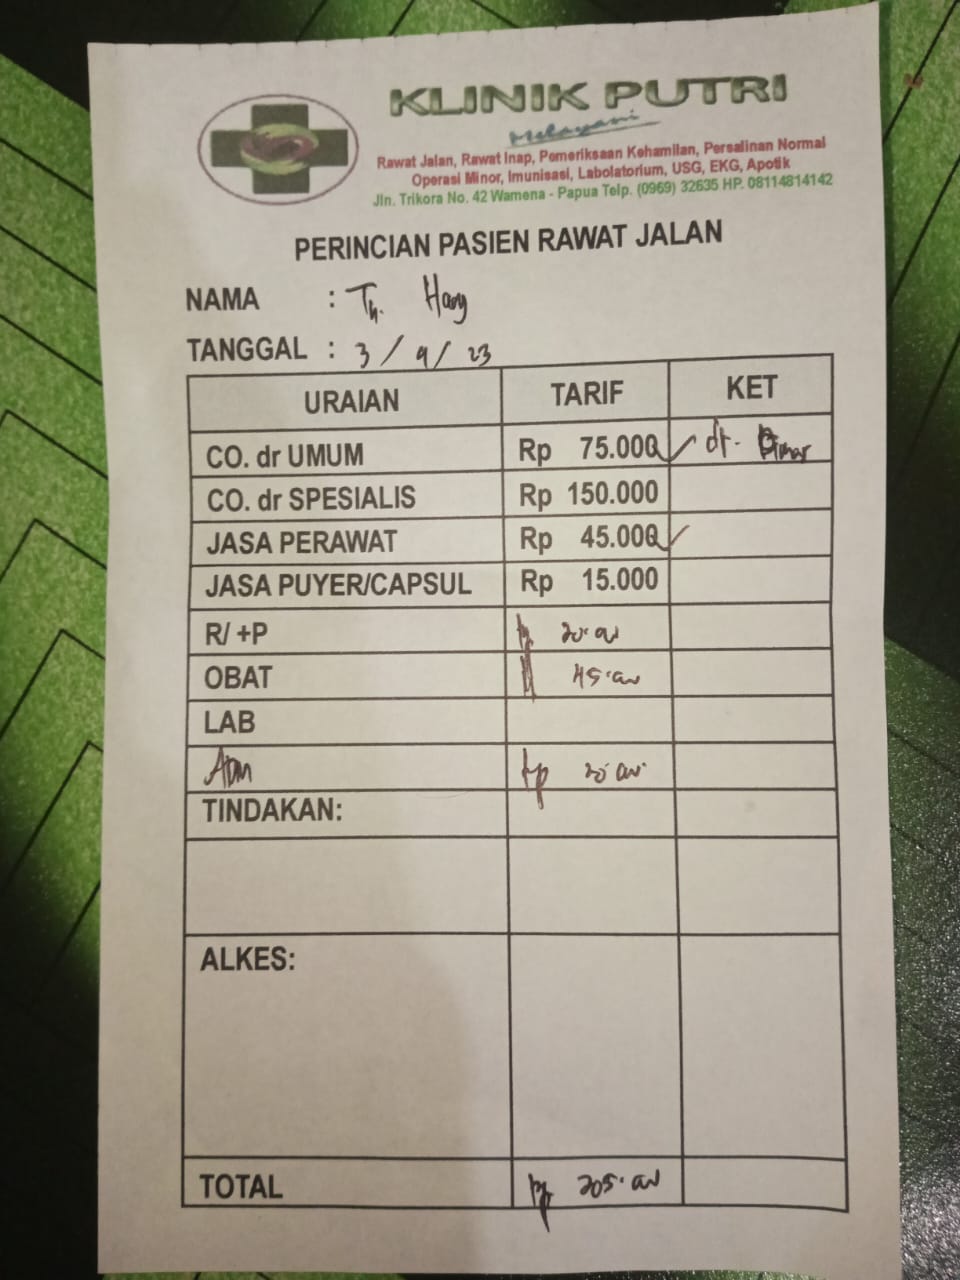 KLINIK PUTRI
Melayani
Rawat Jalan, Rawat Inap, Pemeriksaan Kehamilan, Persalinan Normal
Operasi Minor, Imunisasi, Labolatorium, USG, EKG, Apotik
Jln. Trikora No. 42 Wamena - Papua Telp. (0969) 32635 HP. 08114814142
PERINCIAN PASIEN RAWAT JALAN
NAMA : Tn.
TANGGAL : 3 / 9 / 23
URAIAN TARIF KET
CO. dr UMUM Rp 75.000 ✓ dr.
CO. dr SPESIALIS Rp 150.000
JASA PERAWAT Rp 45.000 ✓
JASA PUYER/CAPSUL Rp 15.000
R/ +P Rp 20.000
OBAT Rp 45.000
LAB
ADM Rp 20.000
TINDAKAN:
ALKES:
TOTAL Rp 205.000